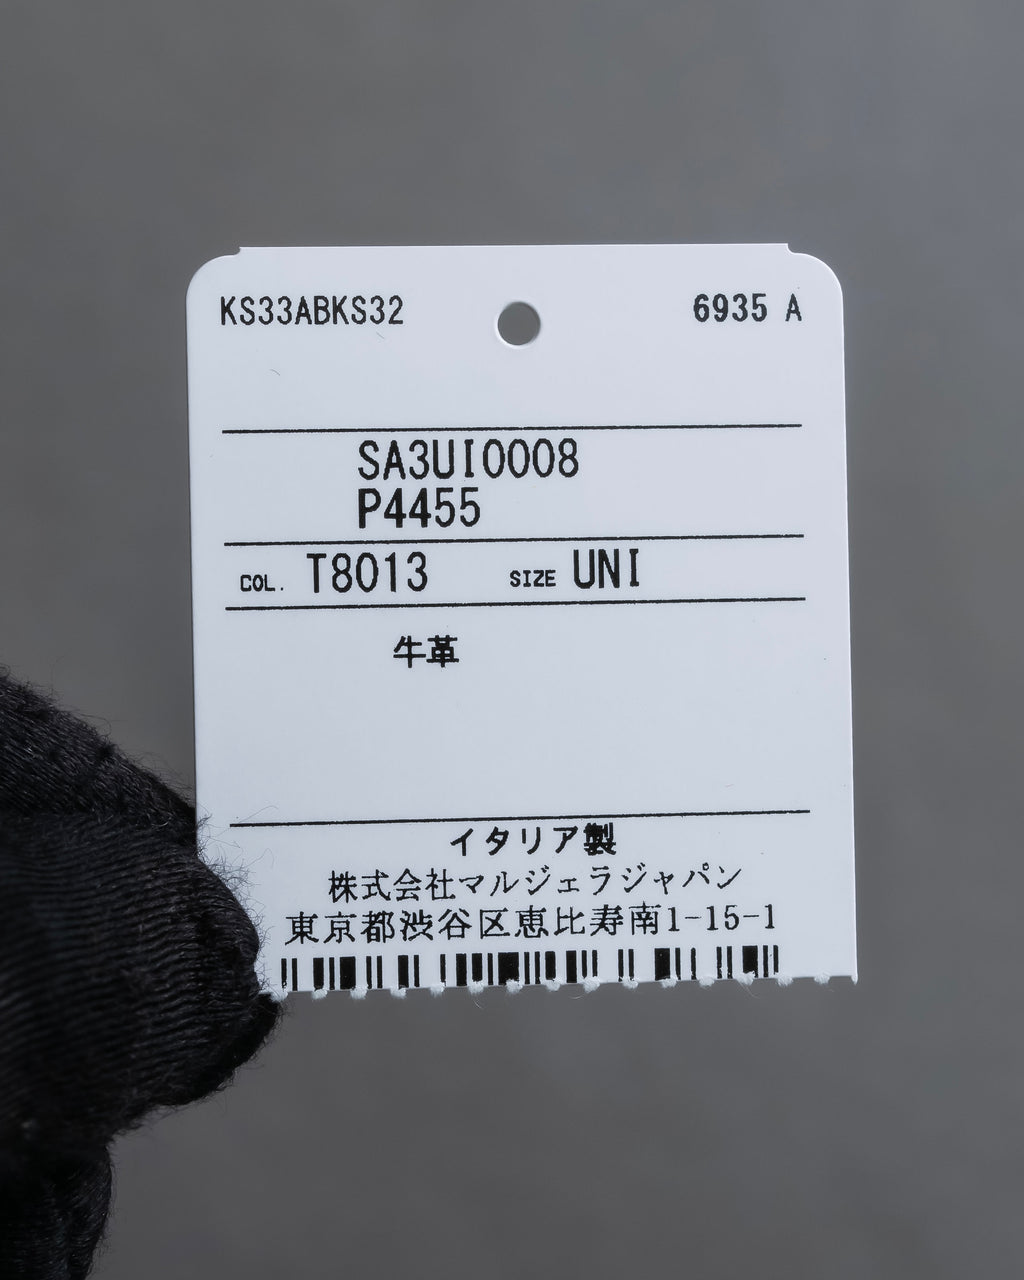 KS33ABKS32 6935 A
SA3UI0008
P4455
COL. T8013 SIZE UNI
牛革
イタリア製
株式会社マルジェラジャパン
東京都渋谷区恵比寿南1-15-1